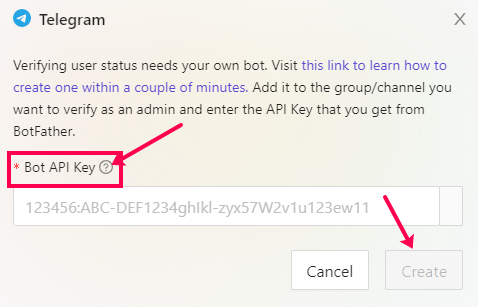 Telegram
Verifying user status needs your own bot. Visit this link to learn how to
create one within a couple of minutes. Add it to the group/channel you
want to verify as an admin and enter the API Key that you get from
BotFather.
* Bot API Key ?
123456:ABC-DEF1234ghIkl-zyx57W2v1u123ew11
Cancel
Create